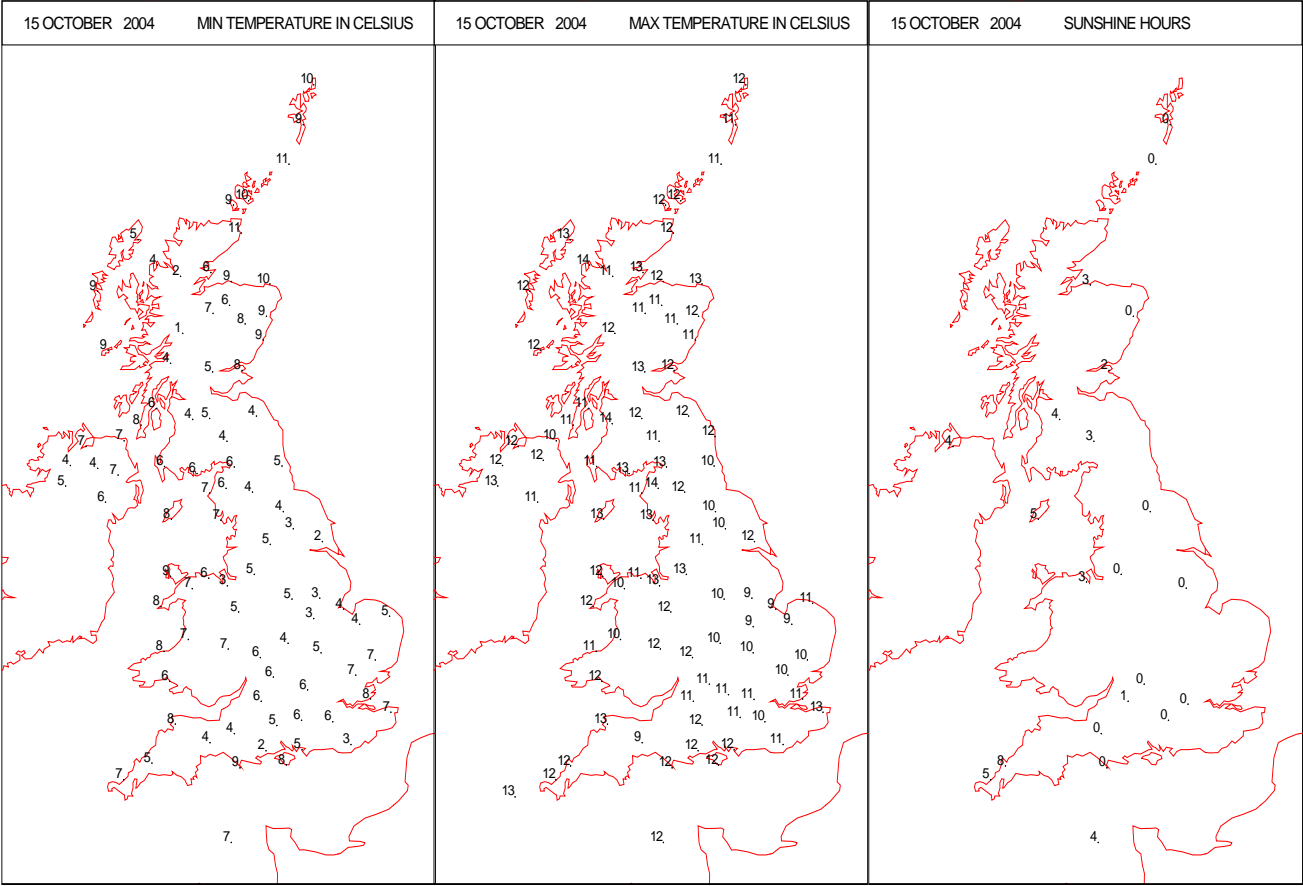 15 OCTOBER 2004 MIN TEMPERATURE IN CELSIUS
10.
9.
11.
9. 10.
11.
5.
4. 2. 6.
9. 9. 10.
7. 6. 9.
1. 8.
9. 9.
4. 5. 8.
6.
8. 4. 5. 4.
7. 7. 4.
4. 4. 7. 6. 6. 6. 5.
5. 7. 6. 4.
6. 4.
8. 7. 3.
5. 2.
9. 7. 6. 3. 5.
8. 5. 5. 3. 4.
3. 4. 5.
7. 4.
8. 7. 6. 5. 7.
6. 6. 6. 7.
6. 8.
8. 4. 5. 6. 6. 7.
4. 2. 5. 3.
7. 5. 9. 8.
7.
15 OCTOBER 2004 MAX TEMPERATURE IN CELSIUS
12.
11.
11.
12. 12.
13. 12.
14. 11. 13.
12. 12. 13.
11. 11. 12.
12. 11.
12. 11.
13. 12.
11.
11. 14. 12. 12.
12. 10. 11. 12.
12. 12. 11. 13. 13. 12.
13. 11. 14. 12.
11. 10.
13. 13. 10.
11. 12.
12. 10. 11. 13. 12.
12. 12. 10. 9. 9. 11.
9. 9.
10. 10.
11. 12. 12. 10. 10.
12. 11. 11. 10.
11. 11. 11. 13.
13. 12. 11. 10.
9. 12. 12. 11.
12. 12. 12. 12.
13.
12.
15 OCTOBER 2004 SUNSHINE HOURS
0.
0.
3.
0.
2.
4.
4. 3.
0.
5.
0.
3. 0.
0.
1. 0.
0. 0.
8. 0.
5.
4.